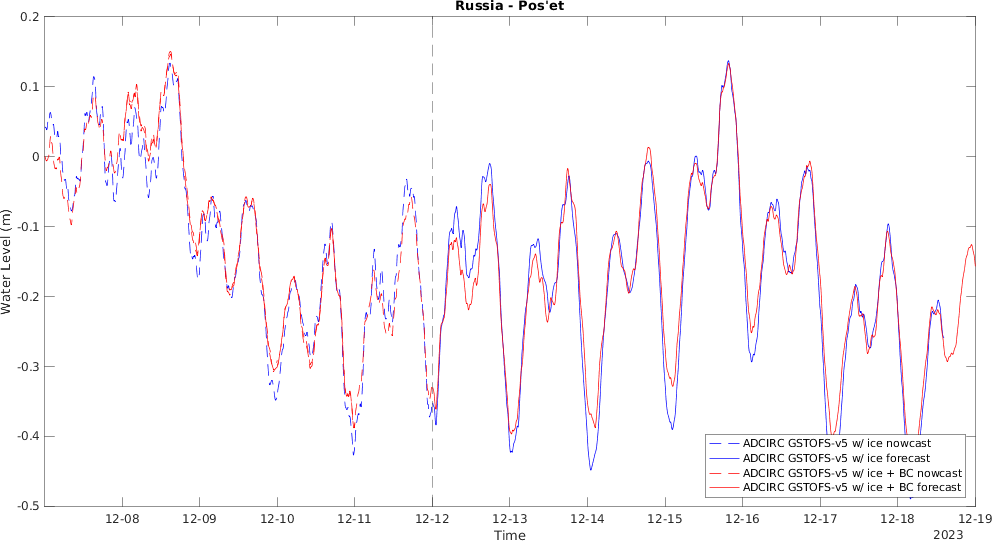 Russia - Pos'et
Water Level (m)
0.2
0.1
0
-0.1
-0.2
-0.3
-0.4
-0.5
ADCIRC GSTOFS-v5 w/ ice nowcast
ADCIRC GSTOFS-v5 w/ ice forecast
ADCIRC GSTOFS-v5 w/ ice + BC nowcast
ADCIRC GSTOFS-v5 w/ ice + BC forecast
12-08 12-09 12-10 12-11 12-12 12-13 12-14 12-15 12-16 12-17 12-18 12-19
Time
2023